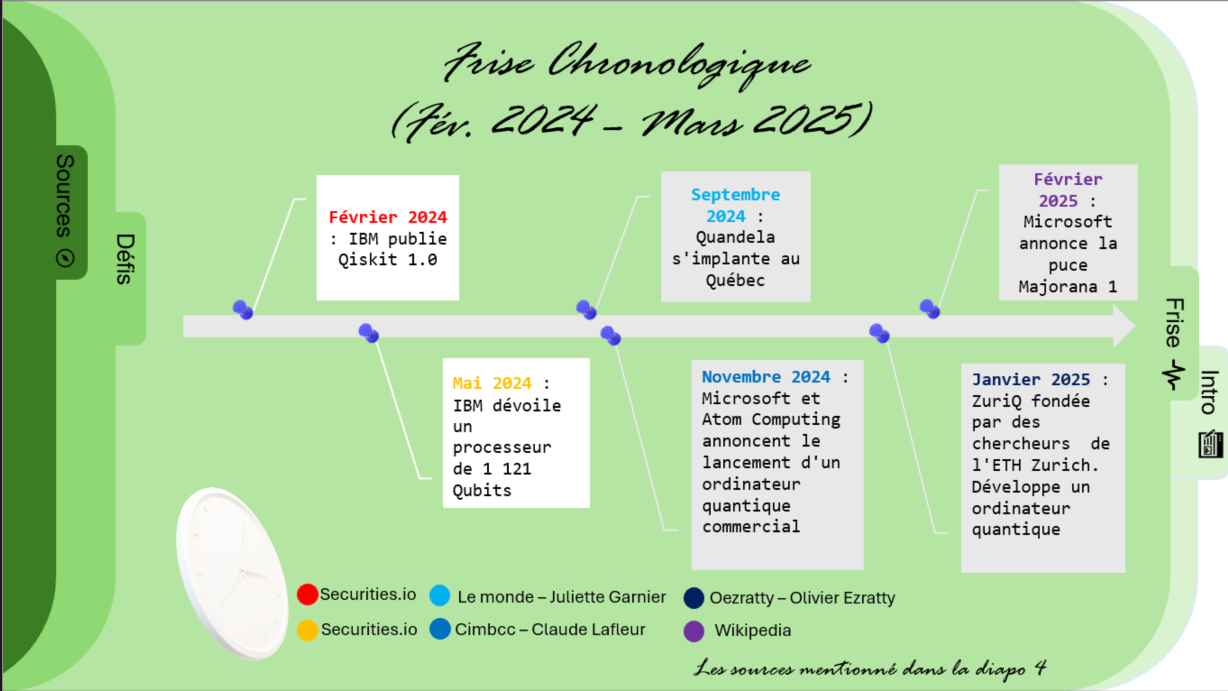 Frise Chronologique
(Fév. 2024 – Mars 2025)
Sources
Défis
Février 2024
: IBM publie
Qiskit 1.0
Septembre
2024 :
Quandela
s'implante au
Québec
Février
2025 :
Microsoft
annonce la
puce
Majorana 1
Mai 2024 :
IBM dévoile
un
processeur
de 1 121
Qubits
Novembre 2024 :
Microsoft et
Atom Computing
annoncent le
lancement d'un
ordinateur
quantique
commercial
Janvier 2025 :
ZuriQ fondée
par des
chercheurs de
l'ETH Zurich.
Développe un
ordinateur
quantique
Frise
Intro
Securities.io
Le monde – Juliette Garnier
Oezratty – Olivier Ezratty
Securities.io
Cimbcc – Claude Lafleur
Wikipedia
Les sources mentionné dans la diapo 4